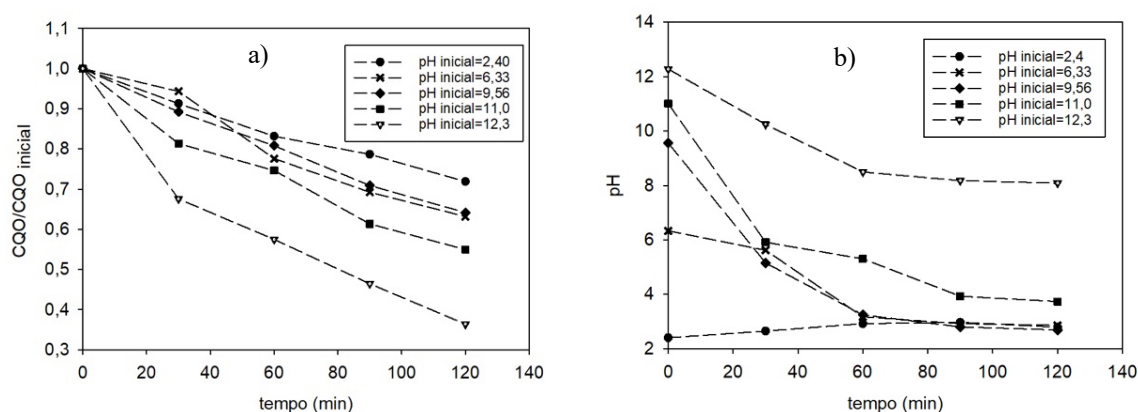 a)
1,1
1,0
0,9
0,8
0,7
0,6
0,5
0,4
0,3
CQO/CQO inicial
pH inicial=2,40
pH inicial=6,33
pH inicial=9,56
pH inicial=11,0
pH inicial=12,3
0 20 40 60 80 100 120 140
tempo (min)
b)
14
12
10
8
6
4
2
pH
pH inicial=2,4
pH inicial=6,33
pH inicial=9,56
pH inicial=11,0
pH inicial=12,3
0 20 40 60 80 100 120 140
tempo (min)